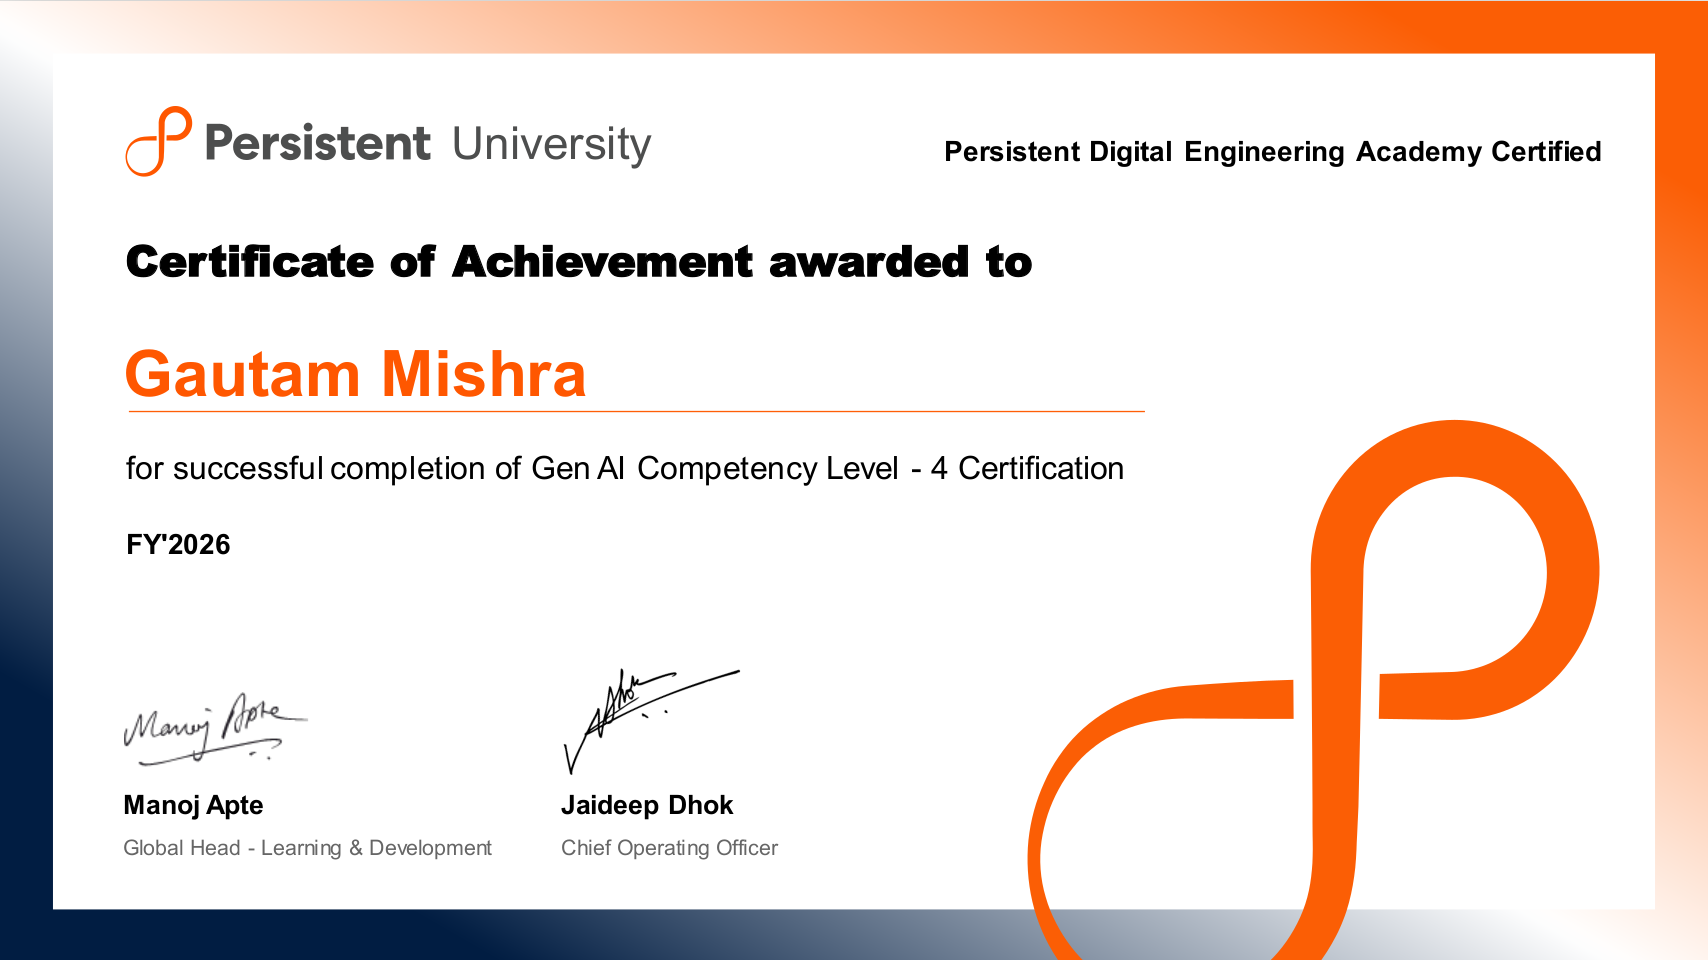 Persistent University
Persistent Digital Engineering Academy Certified
Certificate of Achievement awarded to
Gautam Mishra
for successful completion of Gen AI Competency Level - 4 Certification
FY'2026
Manoj Apte
Manoj Apte
Global Head - Learning & Development
Jaideep Dhok
Chief Operating Officer